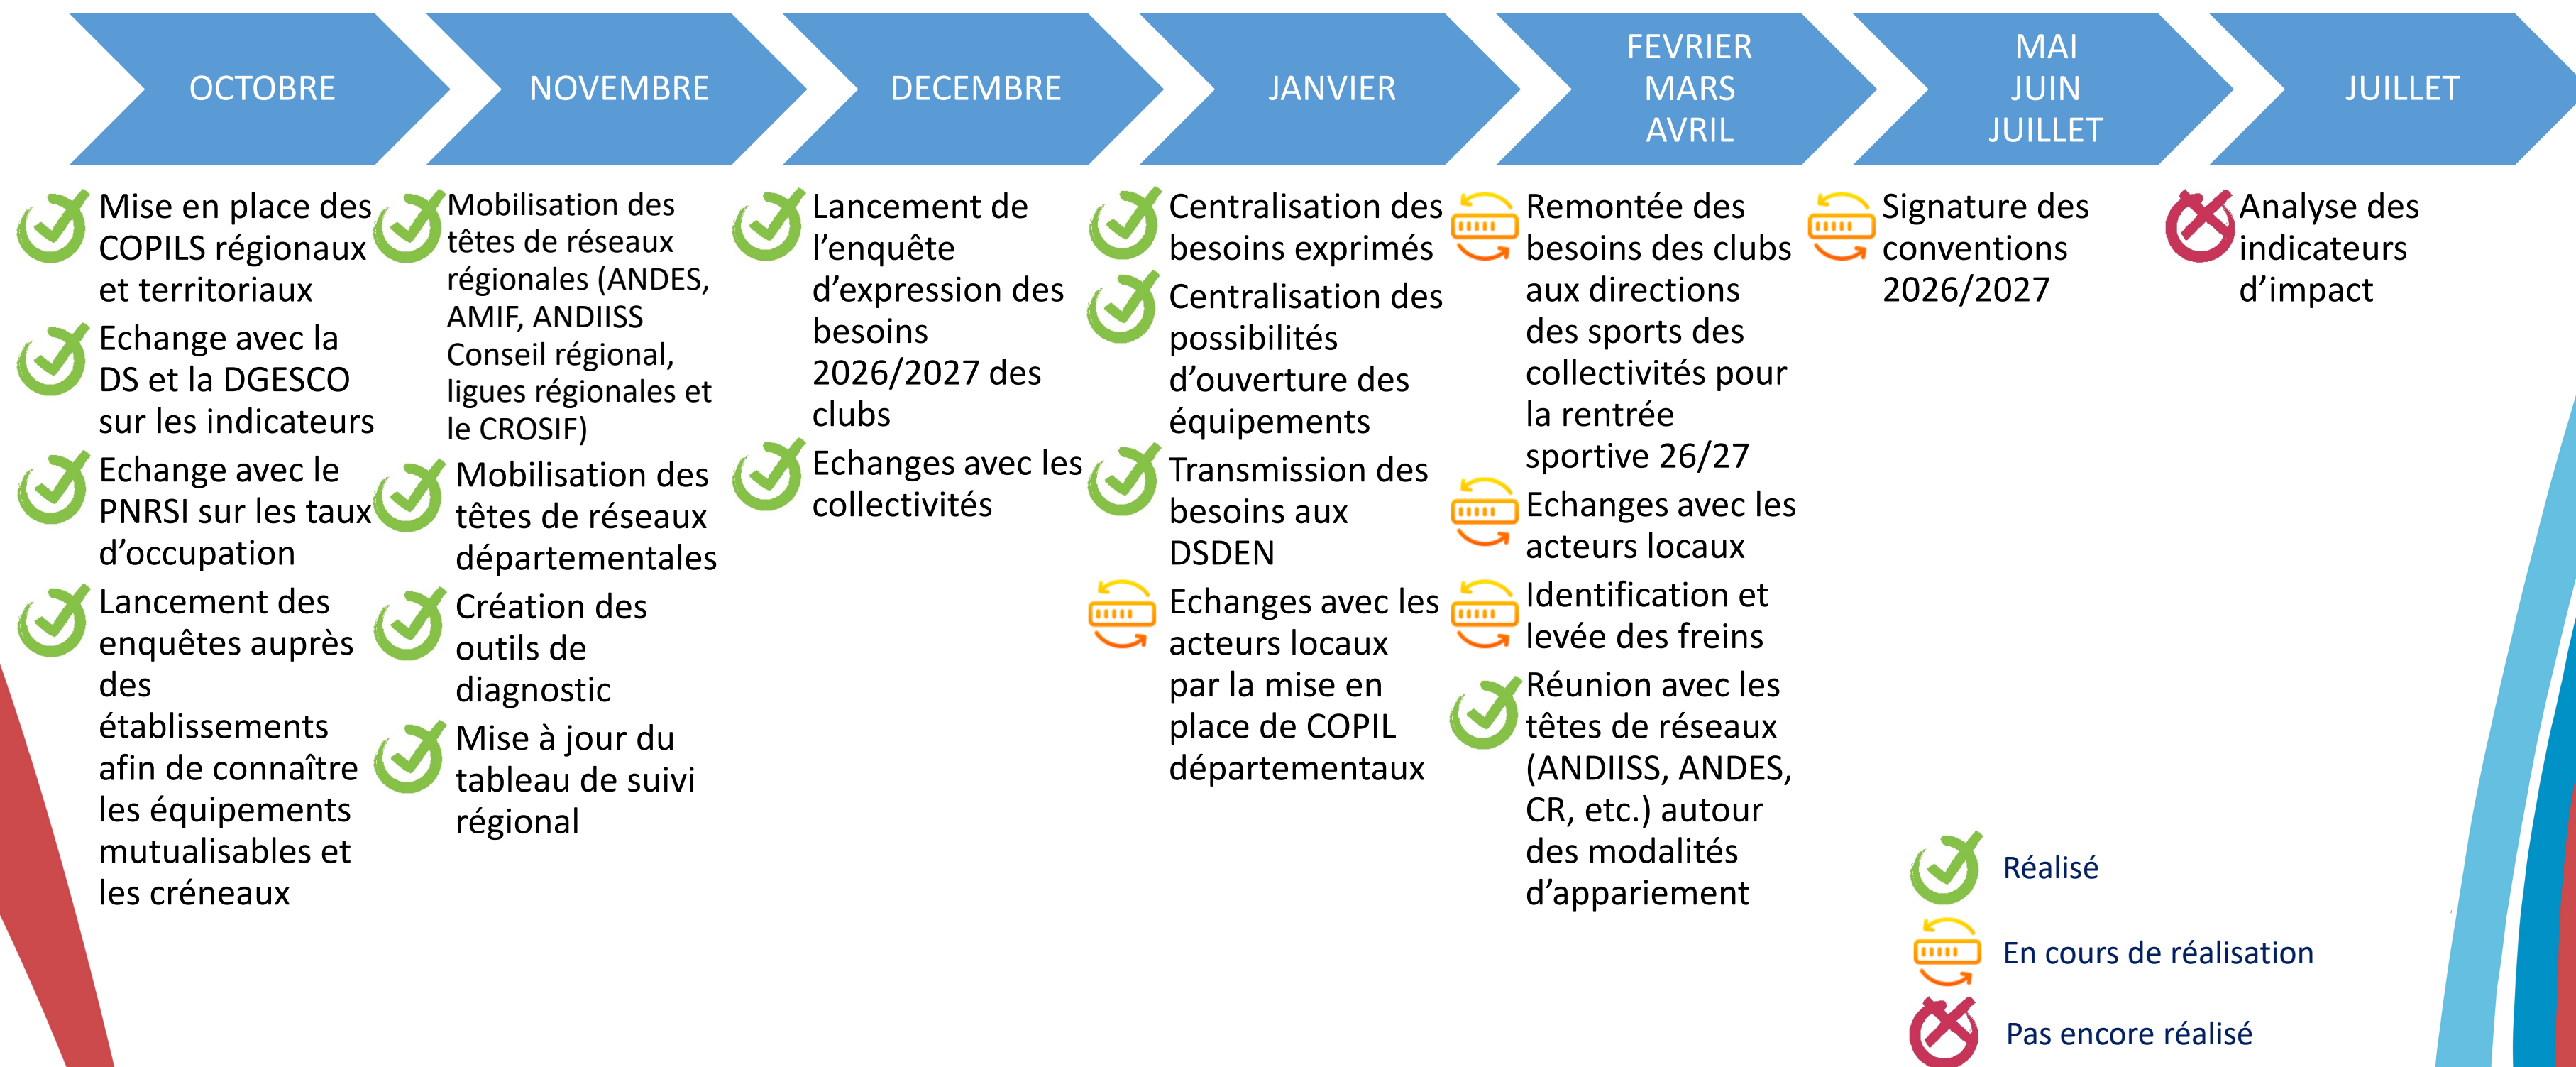 OCTOBRE
NOVEMBRE
DECEMBRE
JANVIER
FEVRIER
MARS
AVRIL
MAI
JUIN
JUILLET
JUILLET
Mise en place des
COPILS régionaux
et territoriaux
Echange avec la
DS et la DGESCO
sur les indicateurs
Echange avec le
PNRSI sur les taux
d’occupation
Lancement des
enquêtes auprès
des
établissements
afin de connaître
les équipements
mutualisables et
les créneaux
Mobilisation des
têtes de réseaux
régionales (ANDES,
AMIF, ANDIISS
Conseil régional,
ligues régionales et
le CROSIF)
Mobilisation des
têtes de réseaux
départementales
Création des
outils de
diagnostic
Mise à jour du
tableau de suivi
régional
Lancement de
l’enquête
d’expression des
besoins
2026/2027 des
clubs
Echanges avec les
collectivités
Centralisation des
besoins exprimés
Centralisation des
possibilités
d’ouverture des
équipements
Transmission des
besoins aux
DSDEN
Echanges avec les
acteurs locaux
par la mise en
place de COPIL
départementaux
Remontée des
besoins des clubs
aux directions
des sports des
collectivités pour
la rentrée
sportive 26/27
Echanges avec les
acteurs locaux
Identification et
levée des freins
Réunion avec les
têtes de réseaux
(ANDIISS, ANDES,
CR, etc.) autour
des modalités
d’appariement
Signature des
conventions
2026/2027
Analyse des
indicateurs
d’impact
Réalisé
En cours de réalisation
Pas encore réalisé